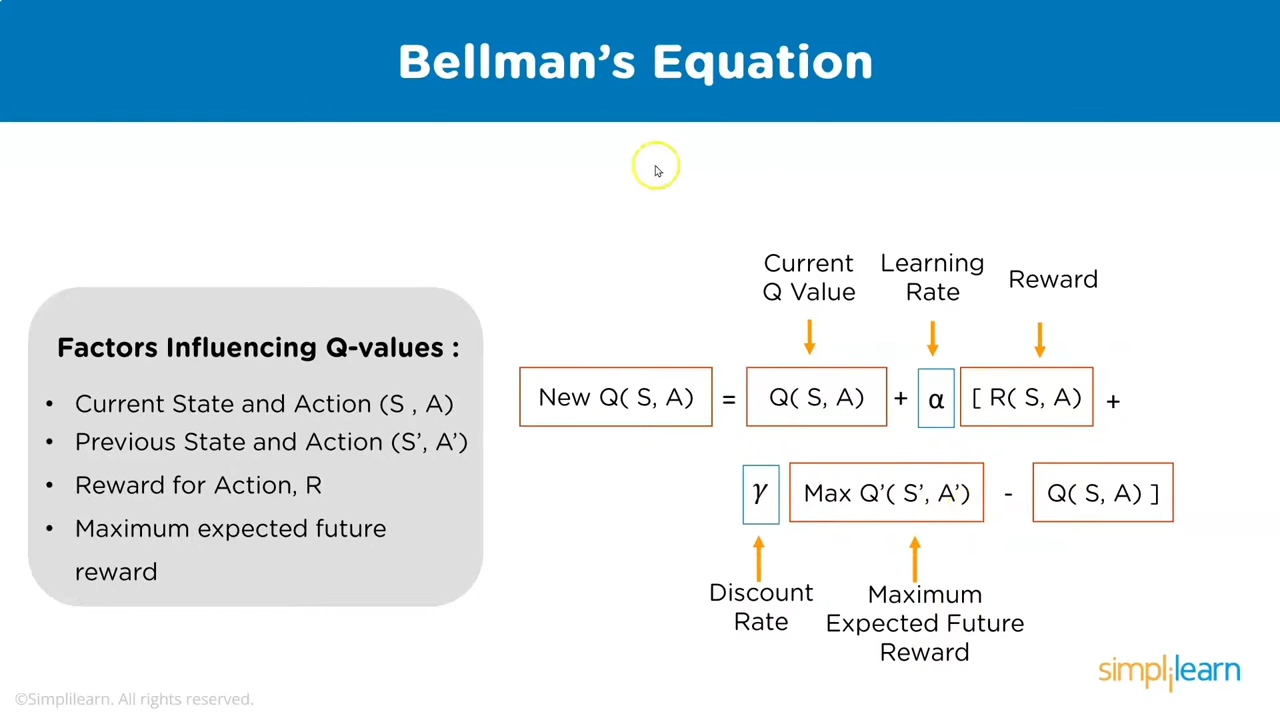 Bellman’s Equation
Factors Influencing Q-values :
• Current State and Action (S , A)
• Previous State and Action (S’, A’)
• Reward for Action, R
• Maximum expected future
reward
Current
Q Value
Learning
Rate
Reward
New Q( S, A) = Q( S, A) + α [ R( S, A) +
γ Max Q’( S’, A’) - Q( S, A) ]
Discount
Rate
Maximum
Expected Future
Reward
simplilearn
©Simplilearn. All rights reserved.